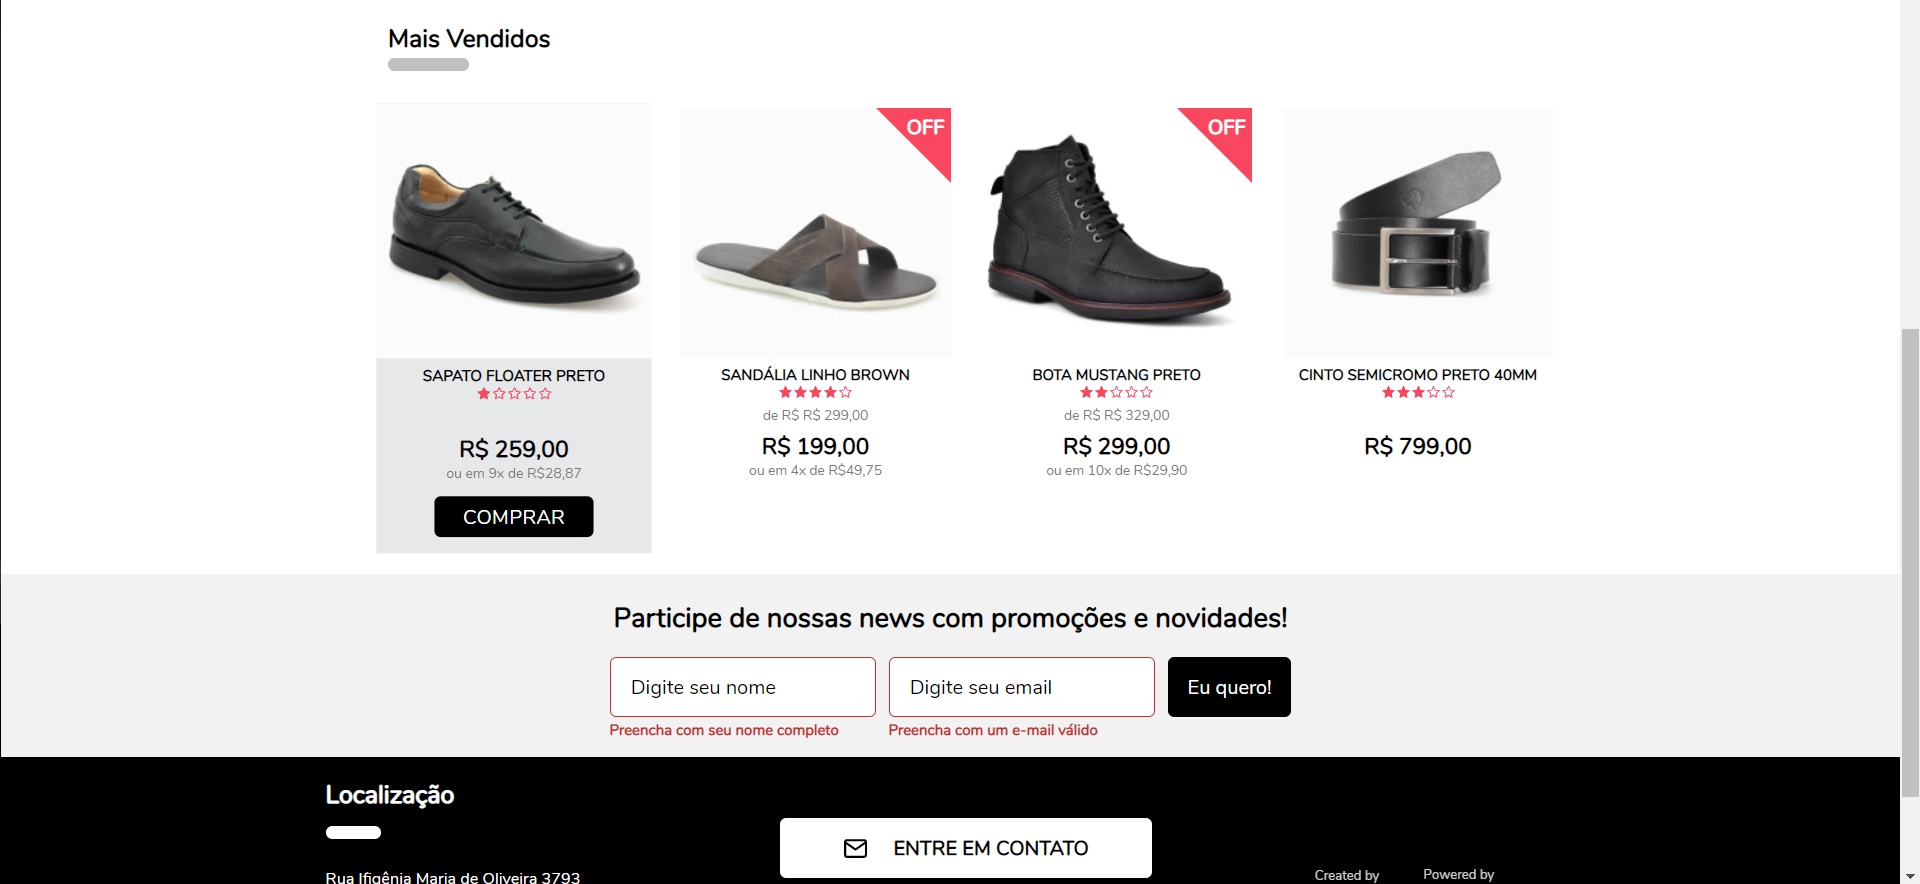 Mais Vendidos
OFF
OFF
SAPATO FLOATER PRETO
R$ 259,00
ou em 9x de R$28,87
COMPRAR
SANDÁLIA LINHO BROWN
de R$ R$ 299,00
R$ 199,00
ou em 4x de R$49,75
BOTA MUSTANG PRETO
de R$ R$ 329,00
R$ 299,00
ou em 10x de R$29,90
CINTO SEMICROMO PRETO 40MM
R$ 799,00
Participe de nossas news com promoções e novidades!
Digite seu nome
Digite seu email
Eu quero!
Preencha com seu nome completo
Preencha com um e-mail válido
Localização
Rua Ifigênia Maria de Oliveira 3793
ENTRE EM CONTATO
Created by
Powered by